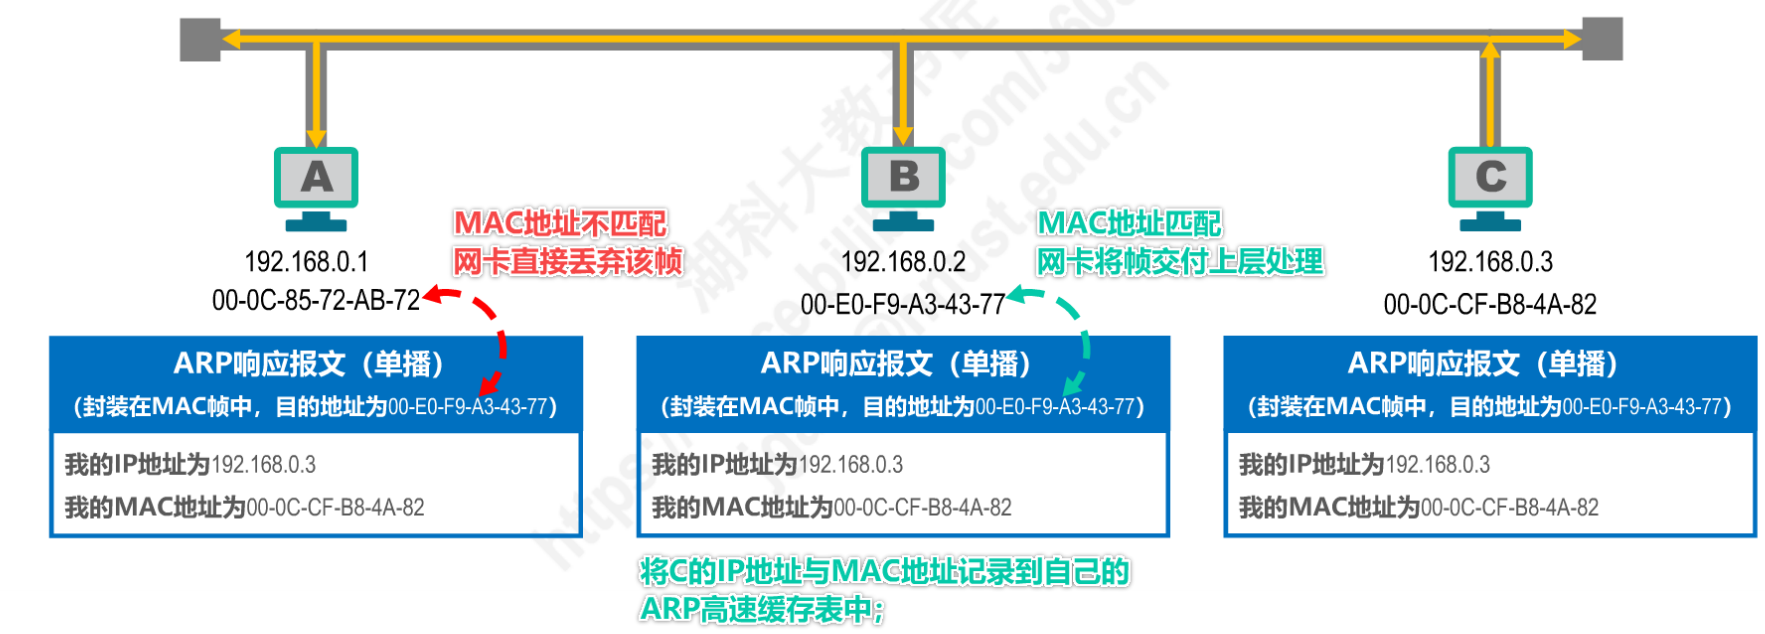 A
B
C
MAC地址不匹配
网卡直接丢弃该帧
MAC地址匹配
网卡将帧交付上层处理
192.168.0.1
00-0C-85-72-AB-72
192.168.0.2
00-E0-F9-A3-43-77
192.168.0.3
00-0C-CF-B8-4A-82
ARP响应报文（单播）
（封装在MAC帧中，目的地址为00-E0-F9-A3-43-77）
我的IP地址为192.168.0.3
我的MAC地址为00-0C-CF-B8-4A-82
ARP响应报文（单播）
（封装在MAC帧中，目的地址为00-E0-F9-A3-43-77）
我的IP地址为192.168.0.3
我的MAC地址为00-0C-CF-B8-4A-82
ARP响应报文（单播）
（封装在MAC帧中，目的地址为00-E0-F9-A3-43-77）
我的IP地址为192.168.0.3
我的MAC地址为00-0C-CF-B8-4A-82
将C的IP地址与MAC地址记录到自己的
ARP高速缓存表中；
湖科大教书匠